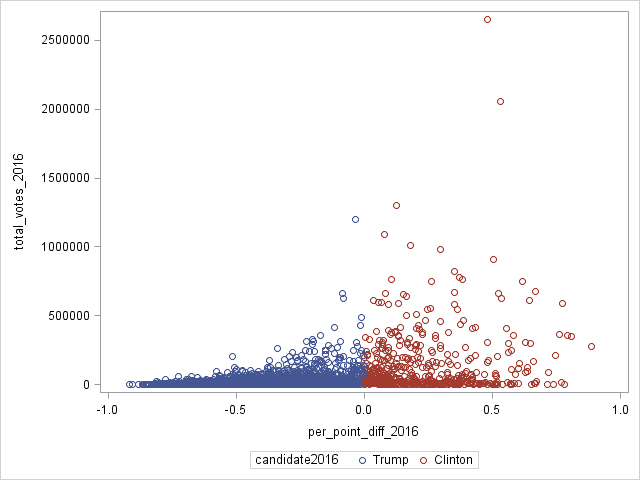 total_votes_2016
2500000
2000000
1500000
1000000
500000
0
-1.0 -0.5 0.0 0.5 1.0
per_point_diff_2016
candidate2016 Trump Clinton